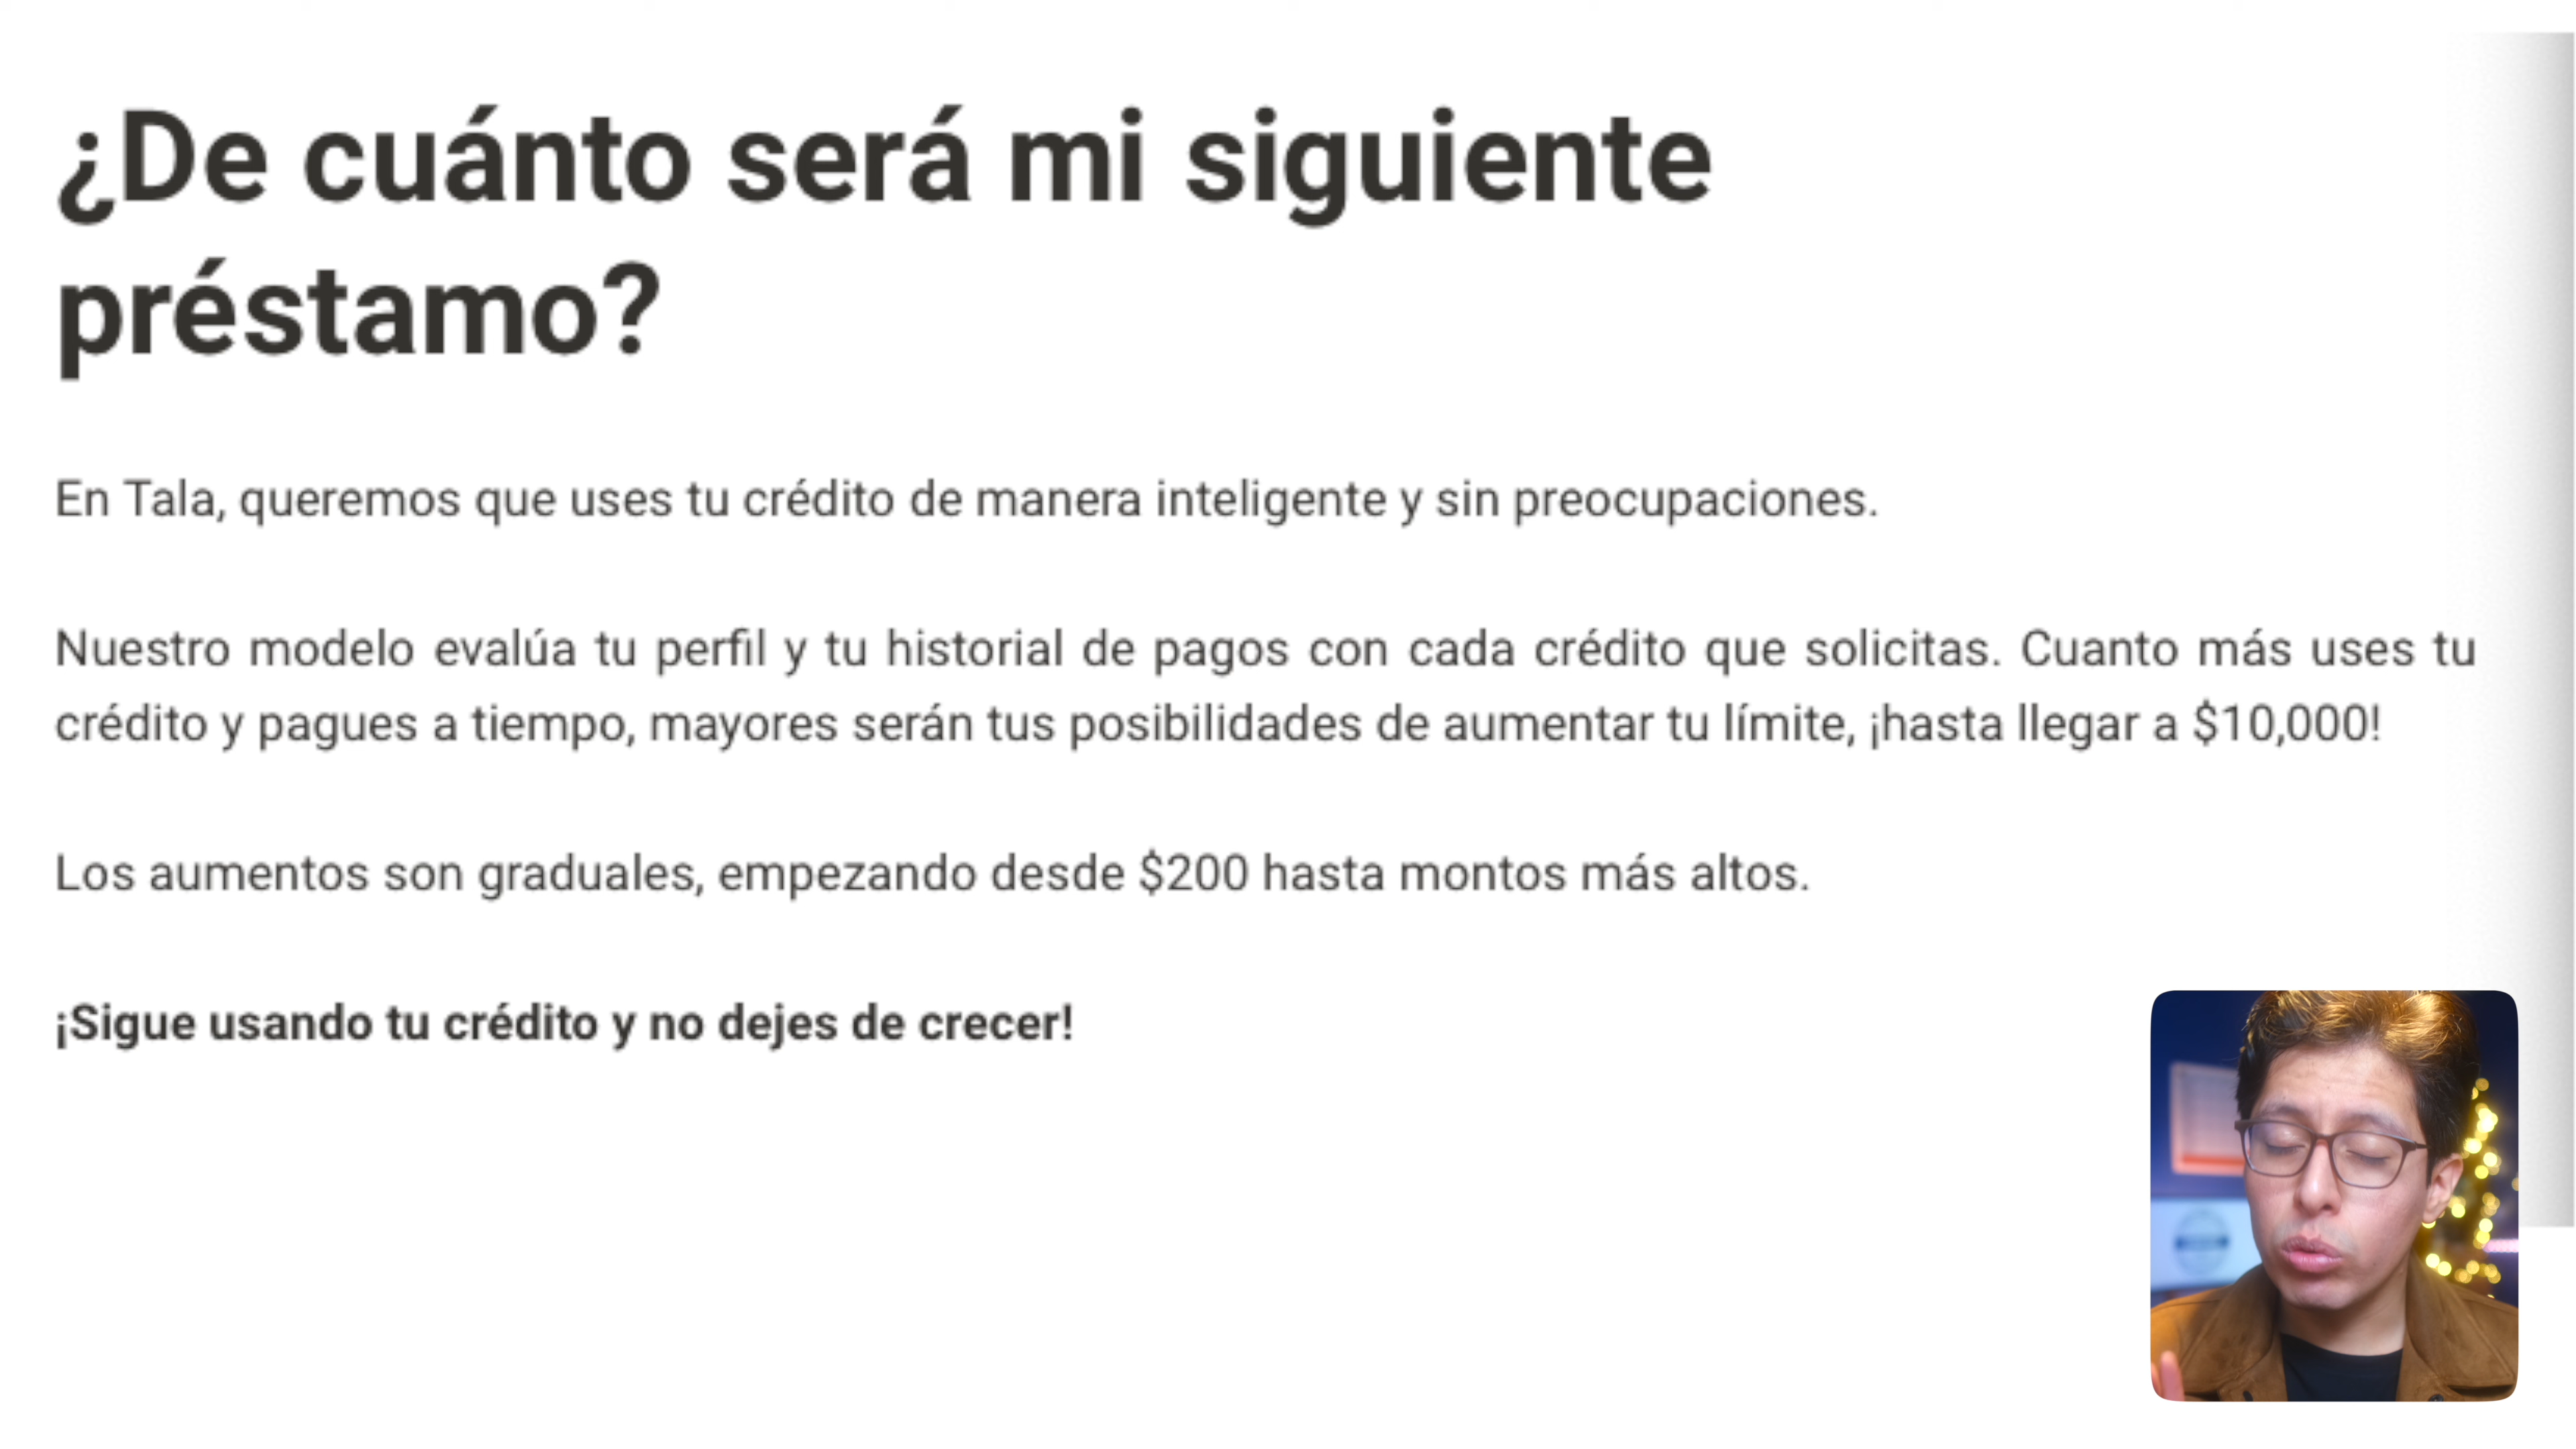 ¿De cuánto será mi siguiente
préstamo?
En Tala, queremos que uses tu crédito de manera inteligente y sin preocupaciones.
Nuestro modelo evalúa tu perfil y tu historial de pagos con cada crédito que solicitas. Cuanto más uses tu
crédito y pagues a tiempo, mayores serán tus posibilidades de aumentar tu límite, ¡hasta llegar a $10,000!
Los aumentos son graduales, empezando desde $200 hasta montos más altos.
¡Sigue usando tu crédito y no dejes de crecer!